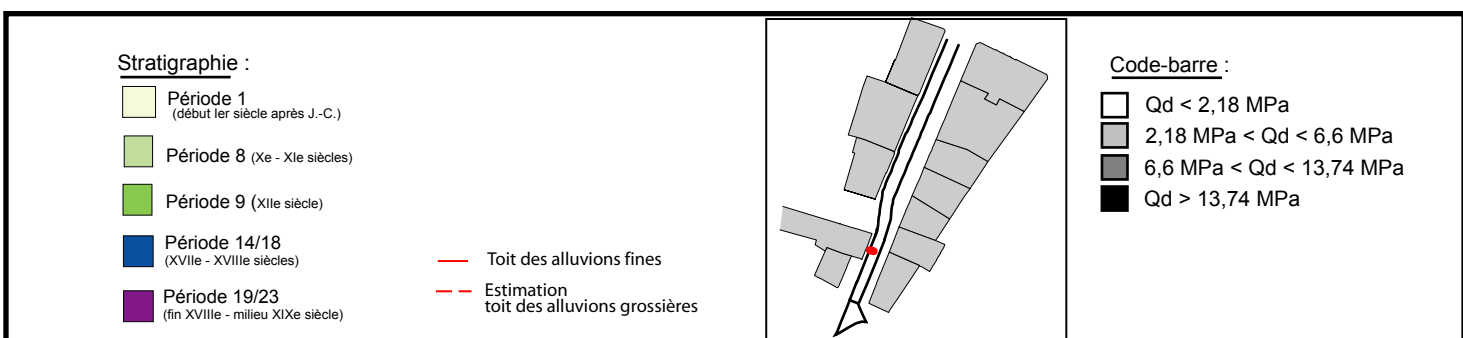 Stratigraphie :
Période 1
(début Ier siècle après J.-C.)
Période 8 (Xe - XIe siècles)
Période 9 (XIIe siècle)
Période 14/18
(XVIIe - XVIIIe siècles)
Période 19/23
(fin XVIIIe - milieu XIXe siècle)
Toit des alluvions fines
Estimation
toit des alluvions grossières
Code-barre :
Qd < 2,18 MPa
2,18 MPa < Qd < 6,6 MPa
6,6 MPa < Qd < 13,74 MPa
Qd > 13,74 MPa